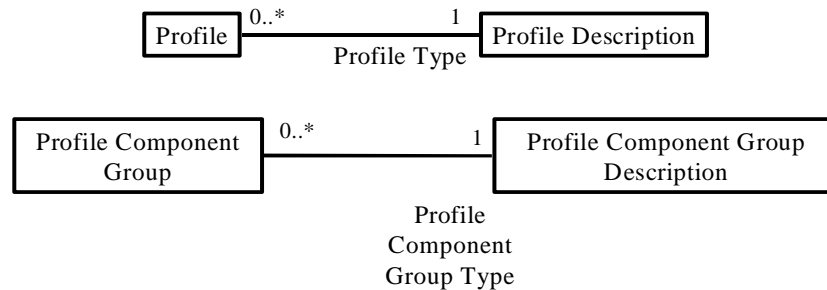 0..* 1
Profile Profile Description
Profile Type
0..* 1
Profile Component Profile Component Group
Group Description
Profile
Component
Group Type